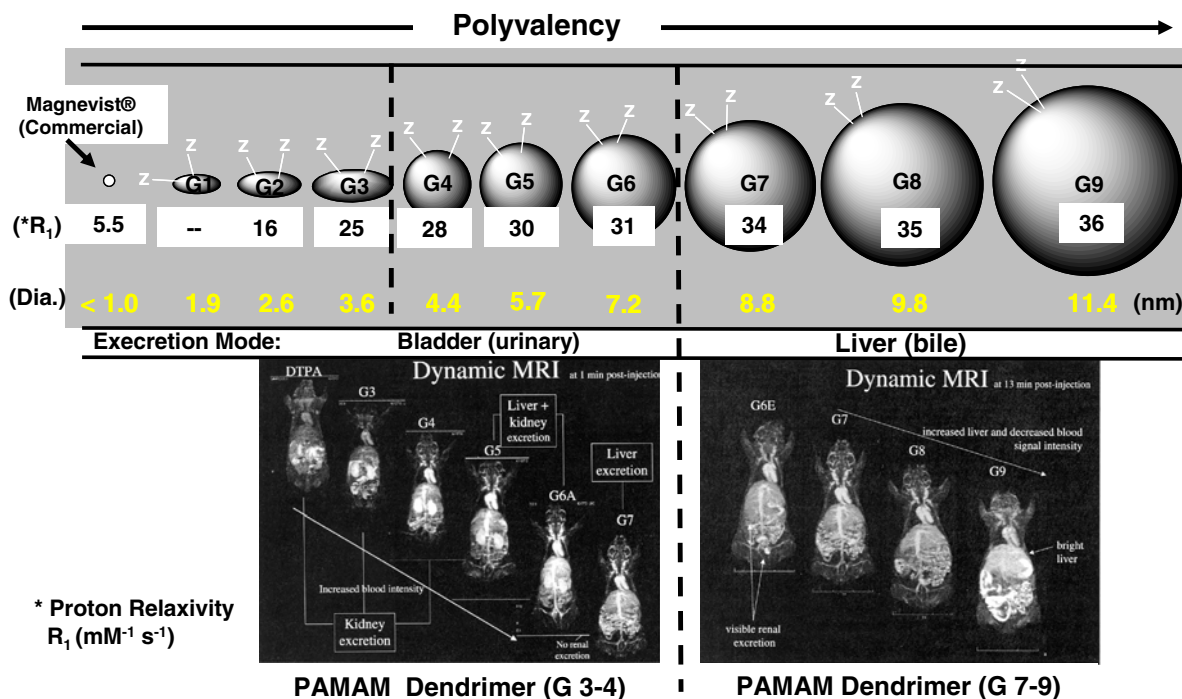 Polyvalency
Magnevist®
(Commercial)
Z Z Z Z Z Z Z Z Z Z Z Z Z Z Z Z Z Z
G1 G2 G3 G4 G5 G6 G7 G8 G9
(*R1) 5.5 -- 16 25 28 30 31 34 35 36
(Dia.) < 1.0 1.9 2.6 3.6 4.4 5.7 7.2 8.8 9.8 11.4 (nm)
Execretion Mode: Bladder (urinary) Liver (bile)
DTPA
Dynamic MRI at 1 min post-injection
G3
G4
Liver +
kidney
excretion
G5
Liver
excretion
G6A
G7
Increased blood intensity
Kidney
excretion
No renal
excretion
Dynamic MRI at 13 min post-injection
G6E
G7
increased liver and decreased blood
signal intensity
G8
G9
bright
liver
visible renal
excretion
* Proton Relaxivity
R1 (mM-1 s-1)
PAMAM Dendrimer (G 3-4)
PAMAM Dendrimer (G 7-9)